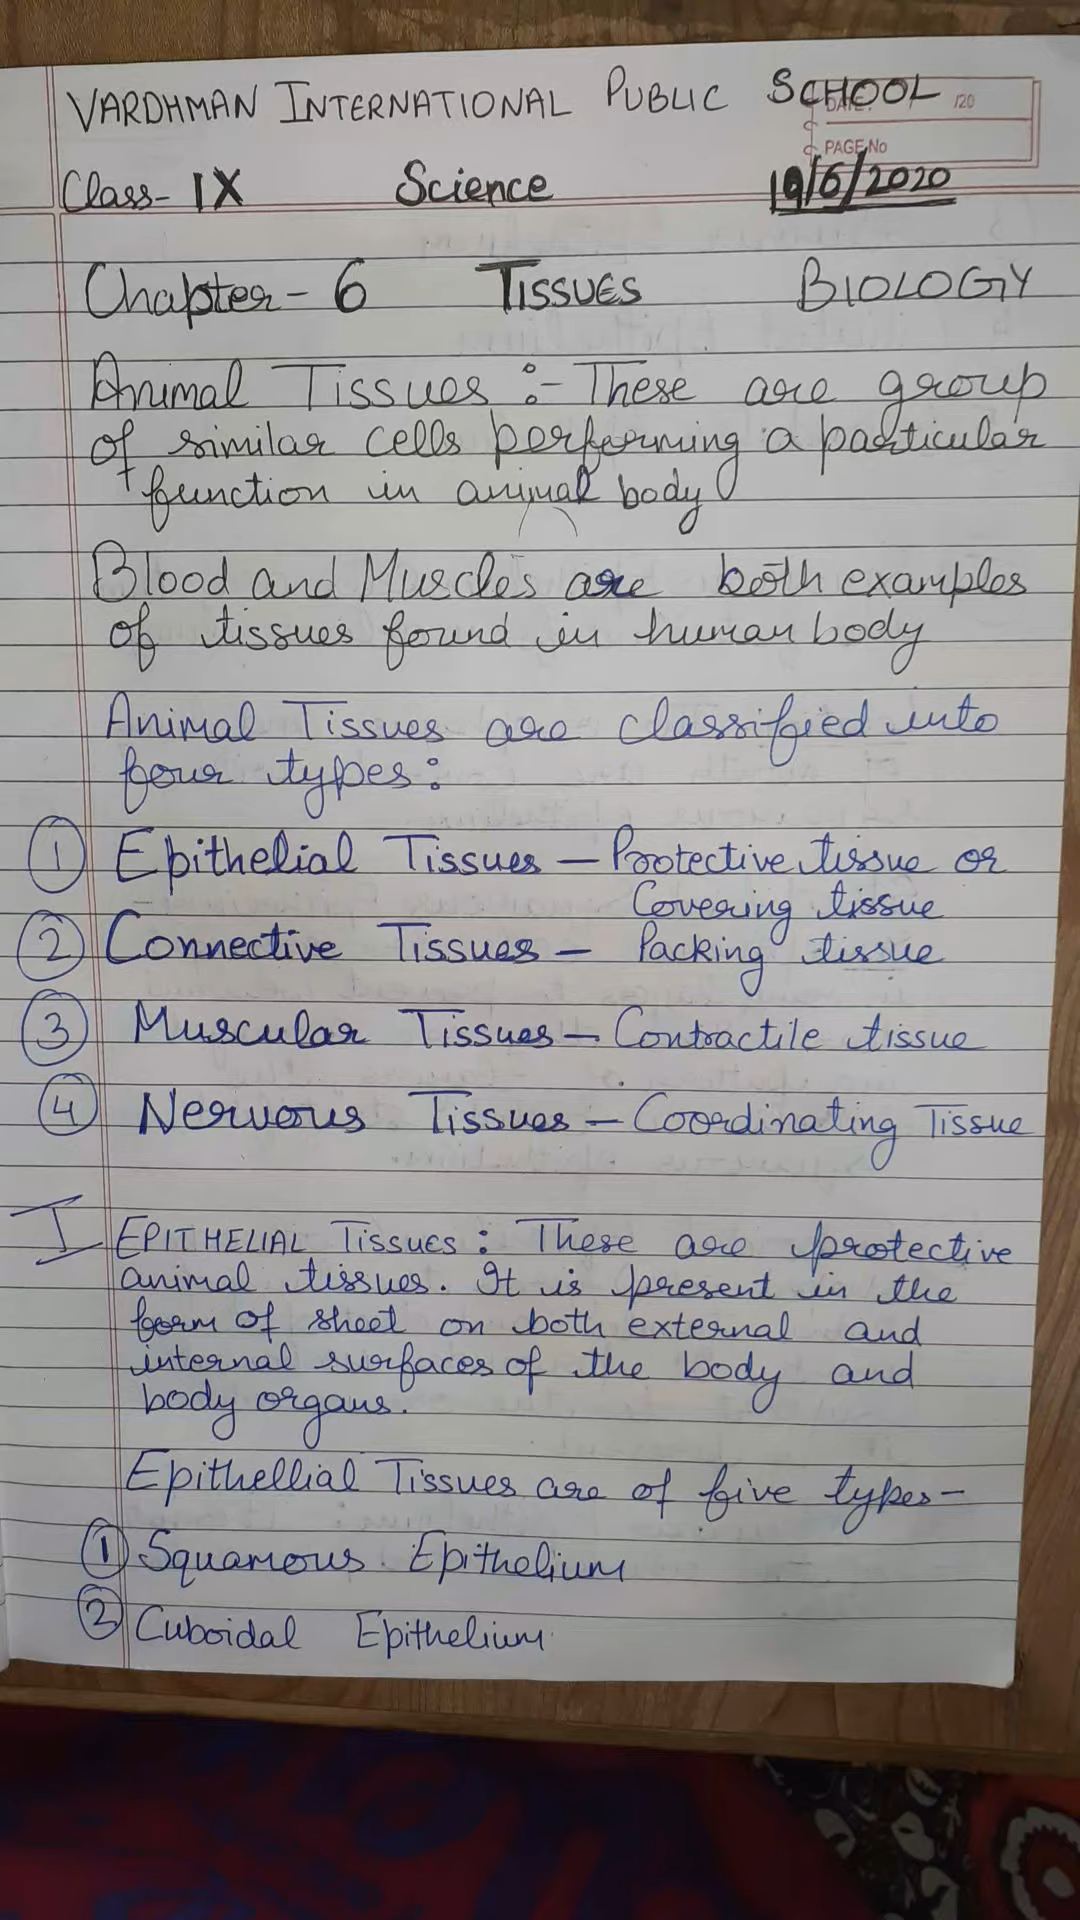 VARDHMAN INTERNATIONAL PUBLIC SCHOOL
DATE: /20
PAGE No
Class- IX Science 19/6/2020
Chapter- 6 TISSUES BIOLOGY
Animal Tissues :- These are group
of similar cells performing a particular
function in animal body
Blood and Muscles are both examples
of tissues found in human body
Animal Tissues are classified into
four types:
① Epithelial Tissues – Protective tissue or
Covering tissue
② Connective Tissues – Packing tissue
③ Muscular Tissues – Contractile tissue
④ Nervous Tissues – Coordinating Tissue
I EPITHELIAL TISSUES : These are protective
animal tissues. It is present in the
form of sheet on both external and
internal surfaces of the body and
body organs.
Epithellial Tissues are of five types-
① Squamous Epithelium
② Cuboidal Epithelium